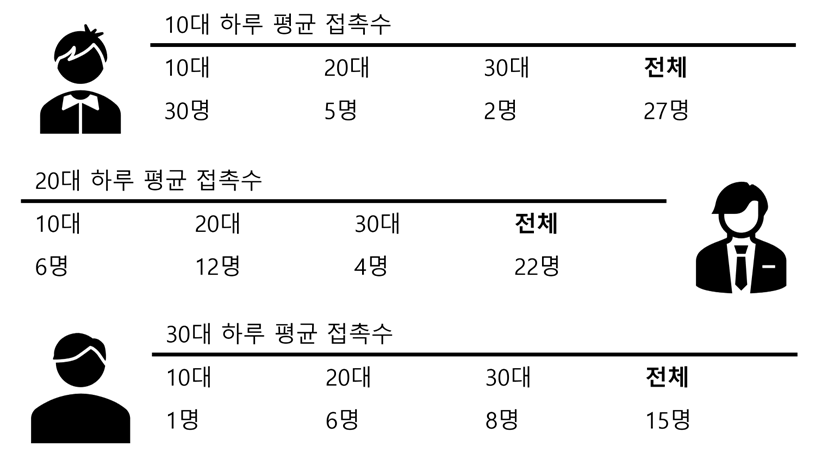 10대 하루 평균 접촉수
10대 20대 30대 전체
30명 5명 2명 27명
20대 하루 평균 접촉수
10대 20대 30대 전체
6명 12명 4명 22명
30대 하루 평균 접촉수
10대 20대 30대 전체
1명 6명 8명 15명